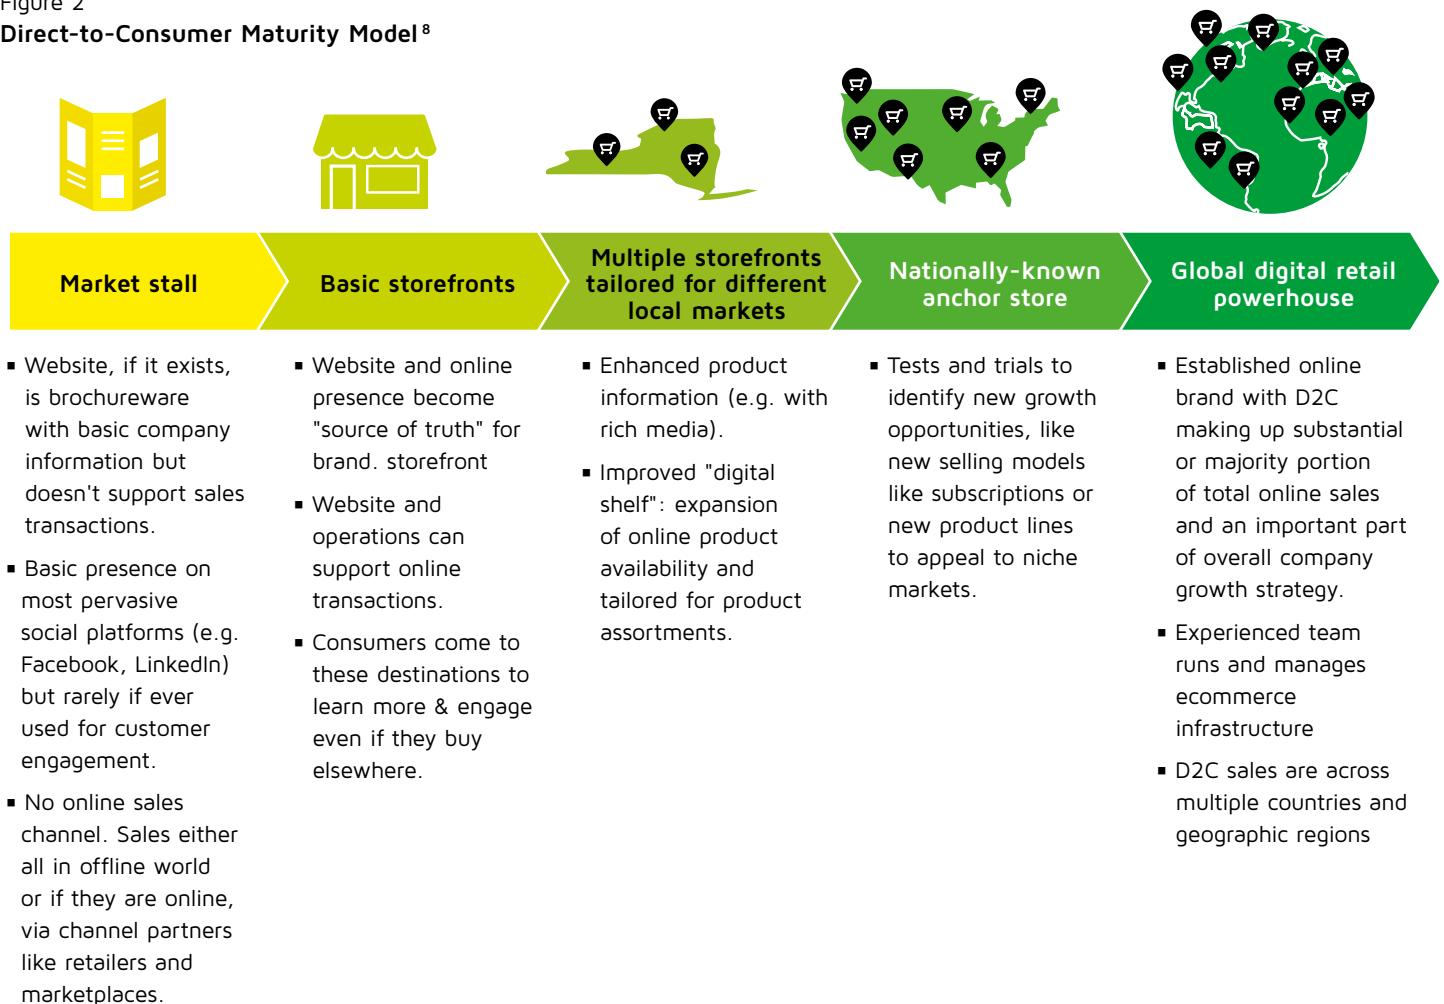 Figure 2
Direct-to-Consumer Maturity Model 8
Market stall
Basic storefronts
Multiple storefronts
tailored for different
local markets
Nationally-known
anchor store
Global digital retail
powerhouse
▪ Website, if it exists,
is brochureware
with basic company
information but
doesn't support sales
transactions.
▪ Basic presence on
most pervasive
social platforms (e.g.
Facebook, LinkedIn)
but rarely if ever
used for customer
engagement.
▪ No online sales
channel. Sales either
all in offline world
or if they are online,
via channel partners
like retailers and
marketplaces.
▪ Website and online
presence become
"source of truth" for
brand. storefront
▪ Website and
operations can
support online
transactions.
▪ Consumers come to
these destinations to
learn more & engage
even if they buy
elsewhere.
▪ Enhanced product
information (e.g. with
rich media).
▪ Improved "digital
shelf": expansion
of online product
availability and
tailored for product
assortments.
▪ Tests and trials to
identify new growth
opportunities, like
new selling models
like subscriptions or
new product lines
to appeal to niche
markets.
▪ Established online
brand with D2C
making up substantial
or majority portion
of total online sales
and an important part
of overall company
growth strategy.
▪ Experienced team
runs and manages
ecommerce
infrastructure
▪ D2C sales are across
multiple countries and
geographic regions